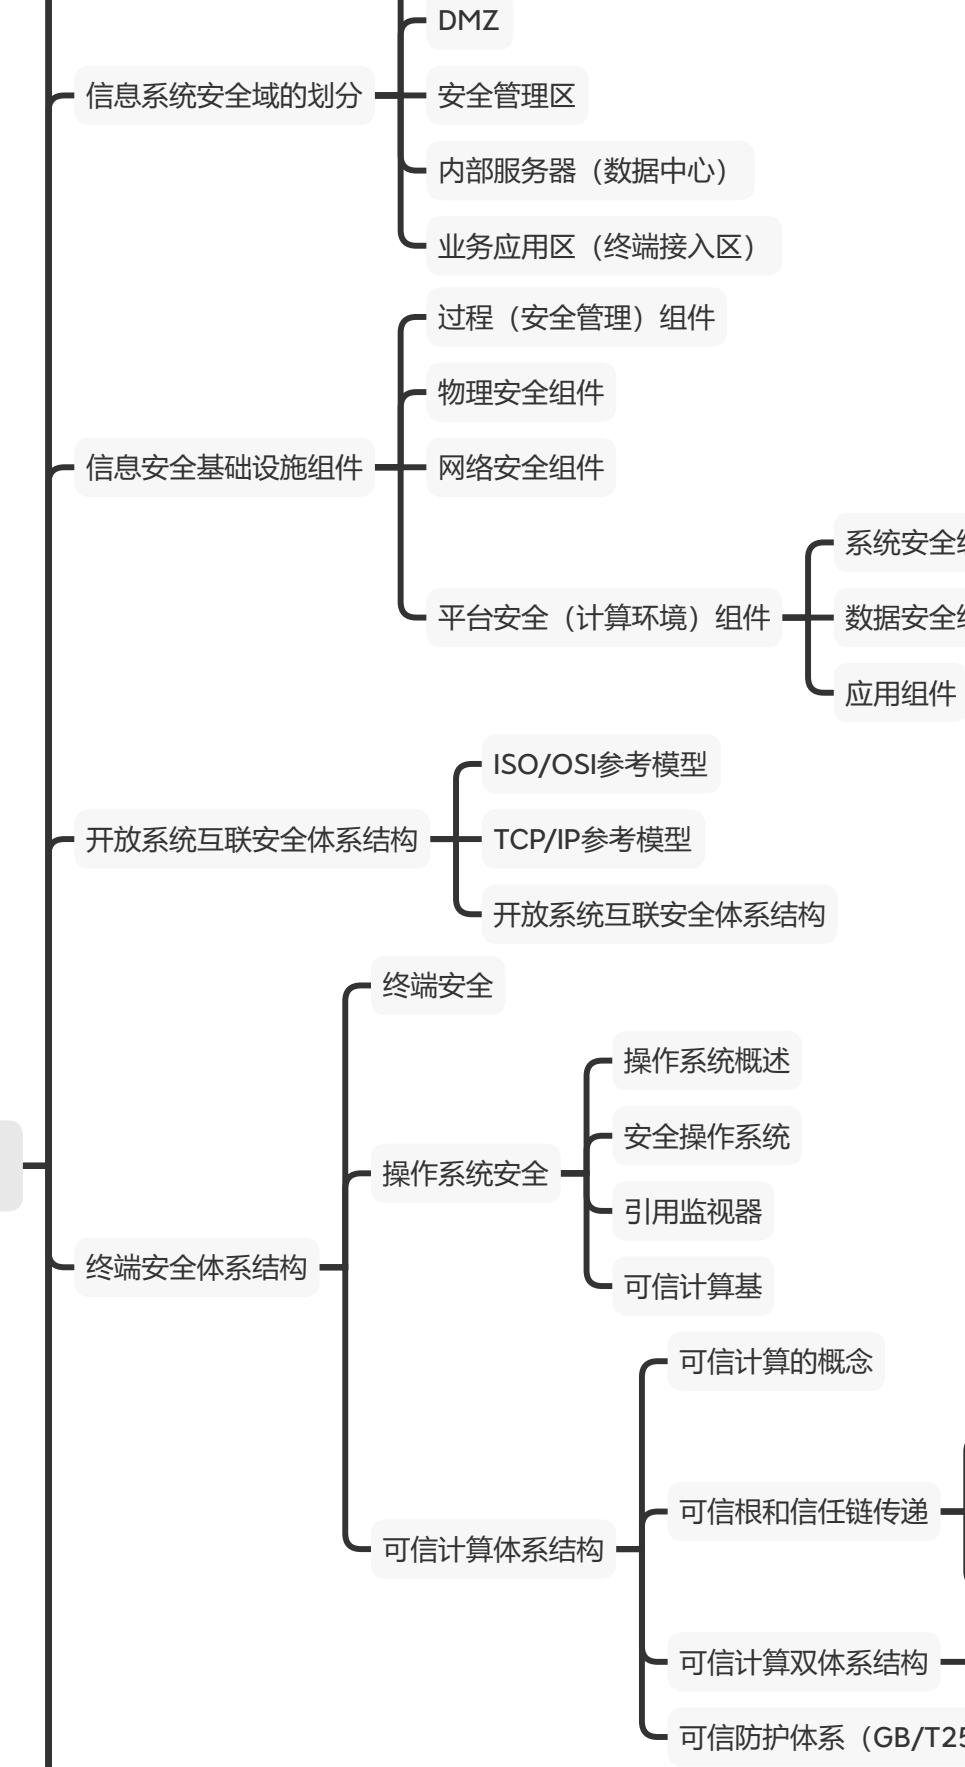 DMZ
信息系统安全域的划分
安全管理区
内部服务器（数据中心）
业务应用区（终端接入区）
过程（安全管理）组件
物理安全组件
信息安全基础设施组件
网络安全组件
系统安全
平台安全（计算环境）组件
数据安全
应用组件
ISO/OSI参考模型
开放系统互联安全体系结构
TCP/IP参考模型
开放系统互联安全体系结构
终端安全
操作系统概述
安全操作系统
操作系统安全
引用监视器
终端安全体系结构
可信计算基
可信计算的概念
可信根和信任链传递
可信计算体系结构
可信计算双体系结构
可信防护体系（GB/T25